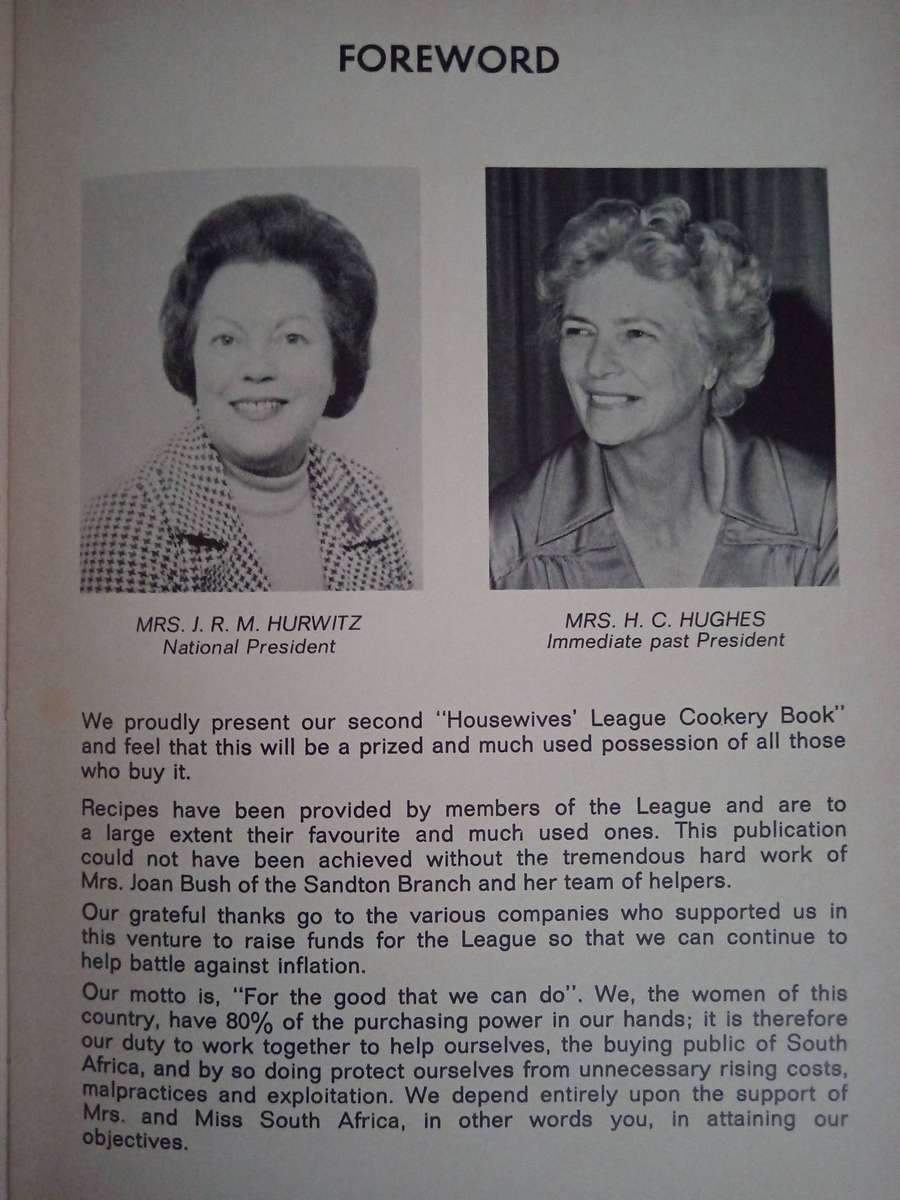 FOREWORD
MRS. J. R. M. HURWITZ
National President
MRS. H. C. HUGHES
Immediate past President
We proudly present our second "Housewives' League Cookery Book"
and feel that this will be a prized and much used possession of all those
who buy it.
Recipes have been provided by members of the League and are to
a large extent their favourite and much used ones. This publication
could not have been achieved without the tremendous hard work of
Mrs. Joan Bush of the Sandton Branch and her team of helpers.
Our grateful thanks go to the various companies who supported us in
this venture to raise funds for the League so that we can continue to
help battle against inflation.
Our motto is, "For the good that we can do". We, the women of this
country, have 80% of the purchasing power in our hands; it is therefore
our duty to work together to help ourselves, the buying public of South
Africa, and by so doing protect ourselves from unnecessary rising costs,
malpractices and exploitation. We depend entirely upon the support of
Mrs. and Miss South Africa, in other words you, in attaining our
objectives.